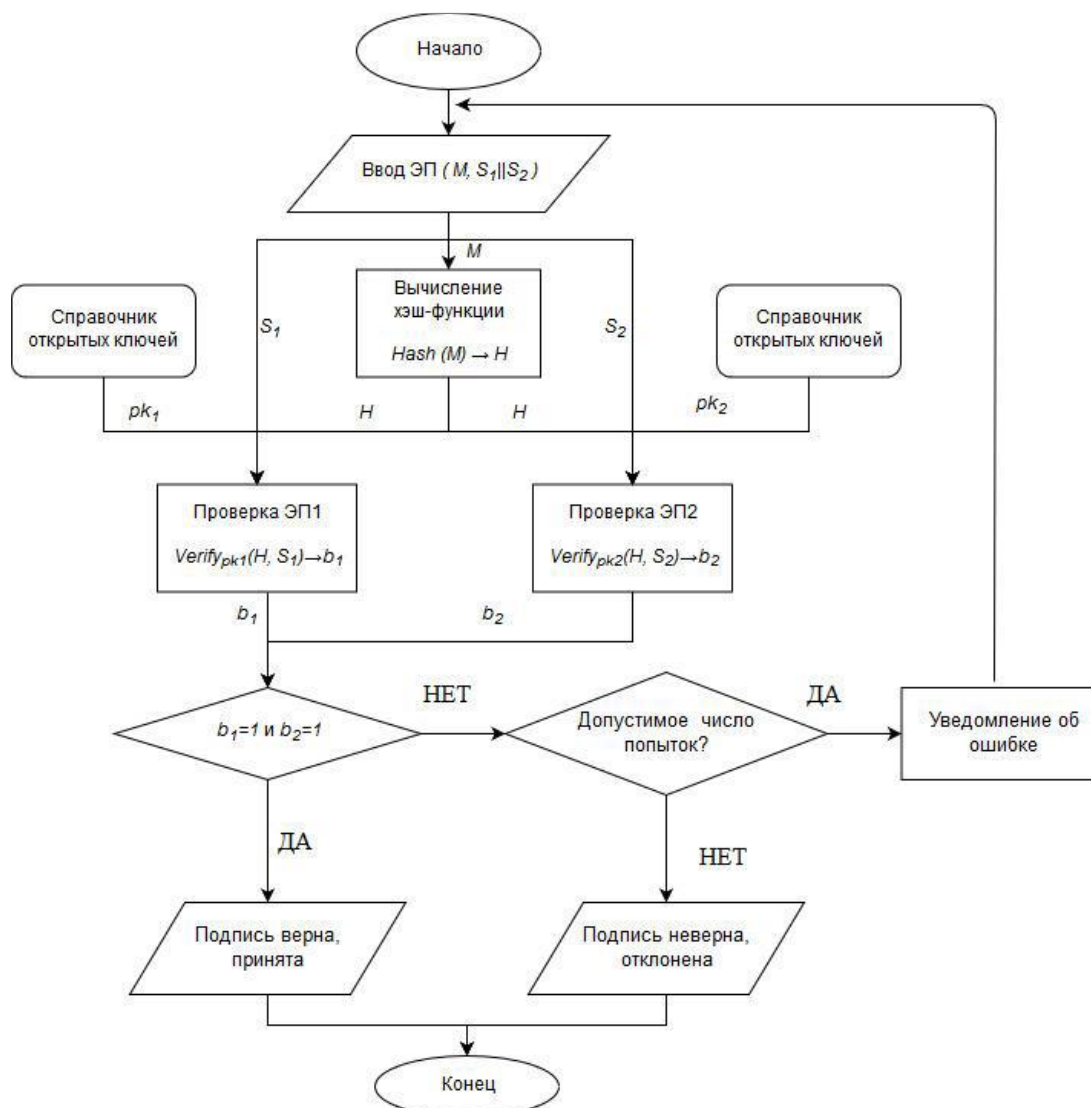 Начало
Ввод ЭП ( M, S₁||S₂ )
M
Вычисление
хэш-функции
Hash (M) → H
Справочник
открытых ключей
S₁
S₂
Справочник
открытых ключей
pk₁
H
H
pk₂
Проверка ЭП1
Verifyₚₖ₁(H, S₁)→b₁
Проверка ЭП2
Verifyₚₖ₂(H, S₂)→b₂
b₁
b₂
b₁=1 и b₂=1
НЕТ
Допустимое число
попыток?
ДА
Уведомление об
ошибке
ДА
НЕТ
Подпись верна,
принята
Подпись неверна,
отклонена
Конец